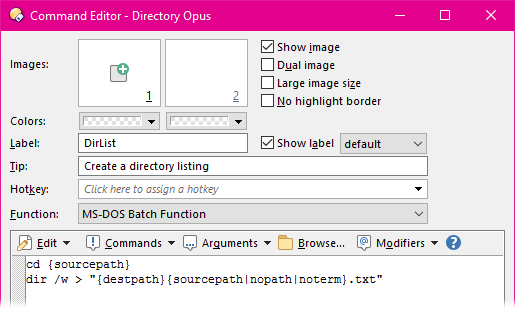 Command Editor - Directory Opus
Images:
1
2
Show image
Dual image
Large image size
No highlight border
Colors:
Label: DirList Show label default
Tip: Create a directory listing
Hotkey: Click here to assign a hotkey
Function: MS-DOS Batch Function
Edit Commands Arguments Browse... Modifiers ?
cd {sourcepath}
dir /w > "{destpath}{sourcepath|nopath|noterm}.txt"